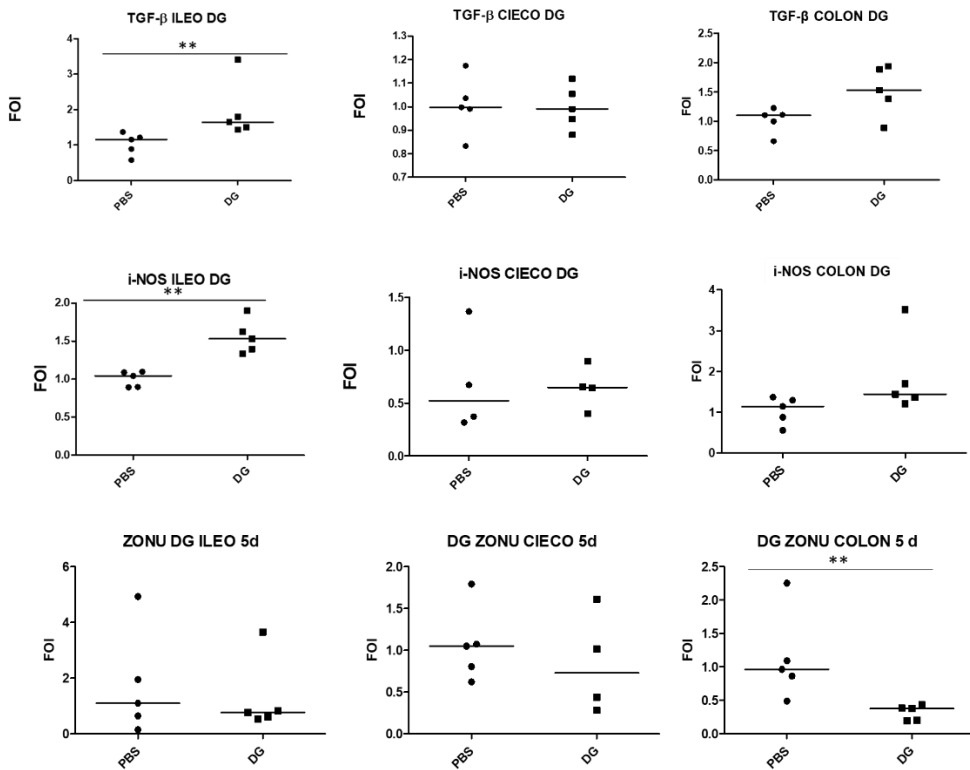 TGF-β ILEO DG
**
FOI
4
3
2
1
0
PBS
DG
TGF-β CIECO DG
FOI
1.3
1.2
1.1
1.0
0.9
0.8
0.7
PBS
DG
TGF-β COLON DG
FOI
2.5
2.0
1.5
1.0
0.5
0.0
PBS
DG
i-NOS ILEO DG
**
FOI
2.0
1.5
1.0
0.5
0.0
PBS
DG
i-NOS CIECO DG
FOI
1.5
1.0
0.5
0.0
PBS
DG
i-NOS COLON DG
FOI
4
3
2
1
0
PBS
DG
ZONU DG ILEO 5d
FOI
6
4
2
0
PBS
DG
DG ZONU CIECO 5d
FOI
2.0
1.5
1.0
0.5
0.0
PBS
DG
DG ZONU COLON 5 d
**
FOI
2.5
2.0
1.5
1.0
0.5
0.0
PBS
DG